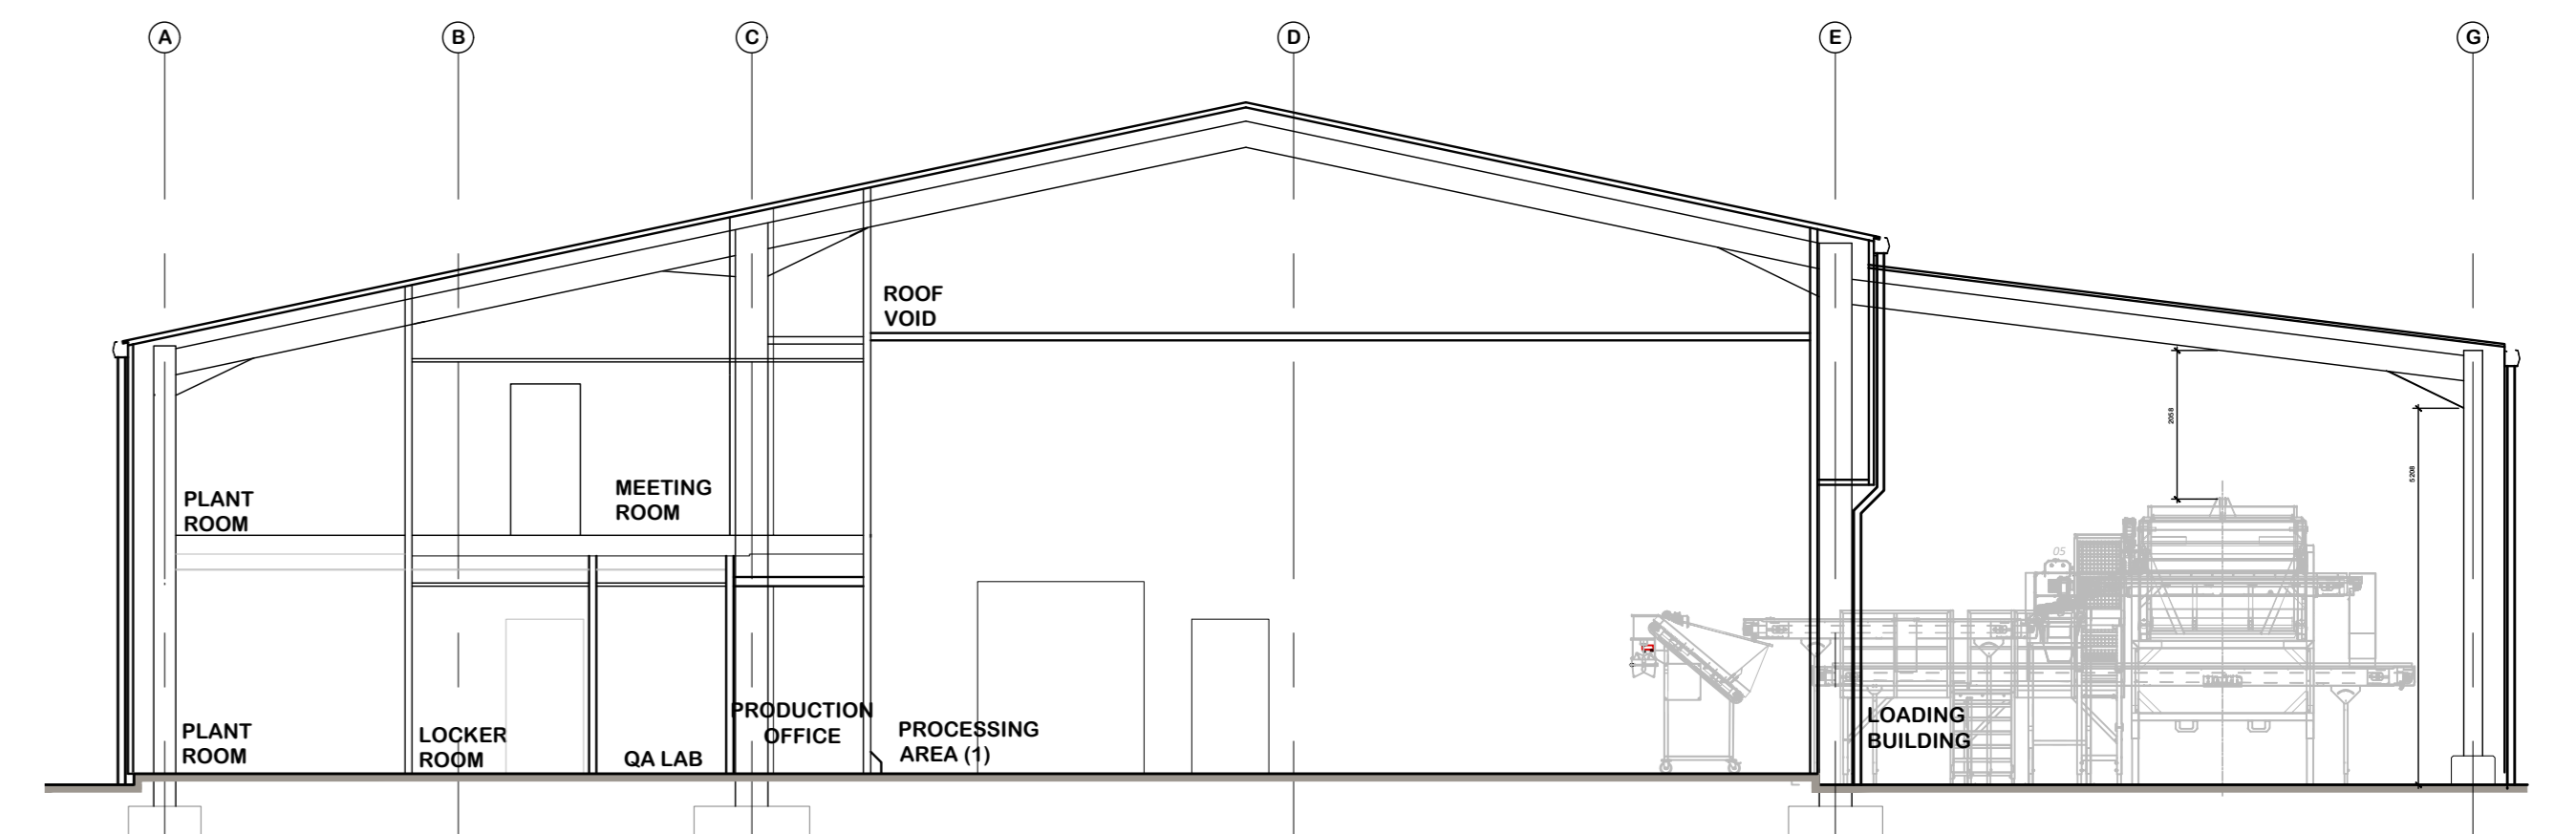 A
B
C
D
E
G
ROOF
VOID
2058
5208
PLANT
ROOM
MEETING
ROOM
05
PLANT
ROOM
LOCKER
ROOM
QA LAB
PRODUCTION
OFFICE
PROCESSING
AREA (1)
LOADING
BUILDING